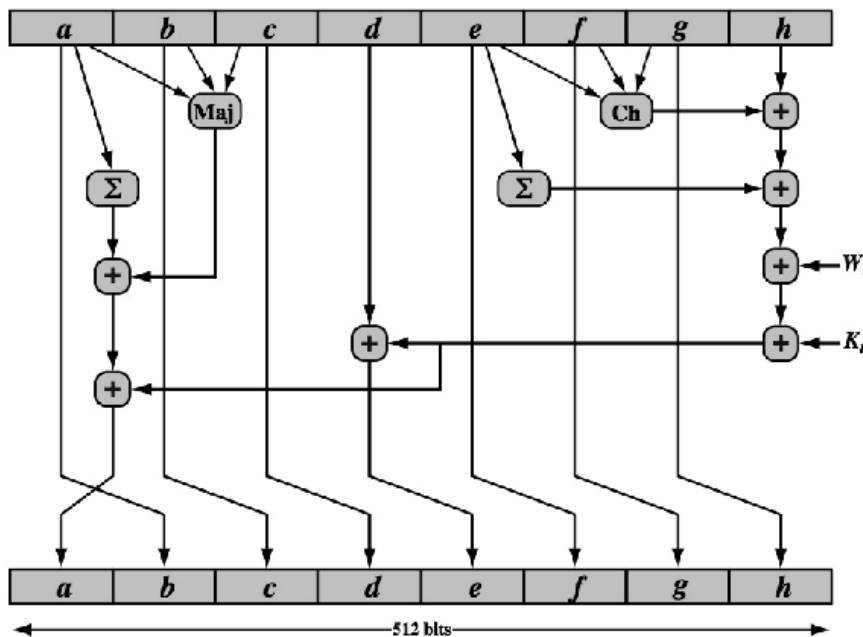 a b c d e f g h
Maj Ch +
Σ Σ +
+ + W
+ + K
+
a b c d e f g h
512 bits